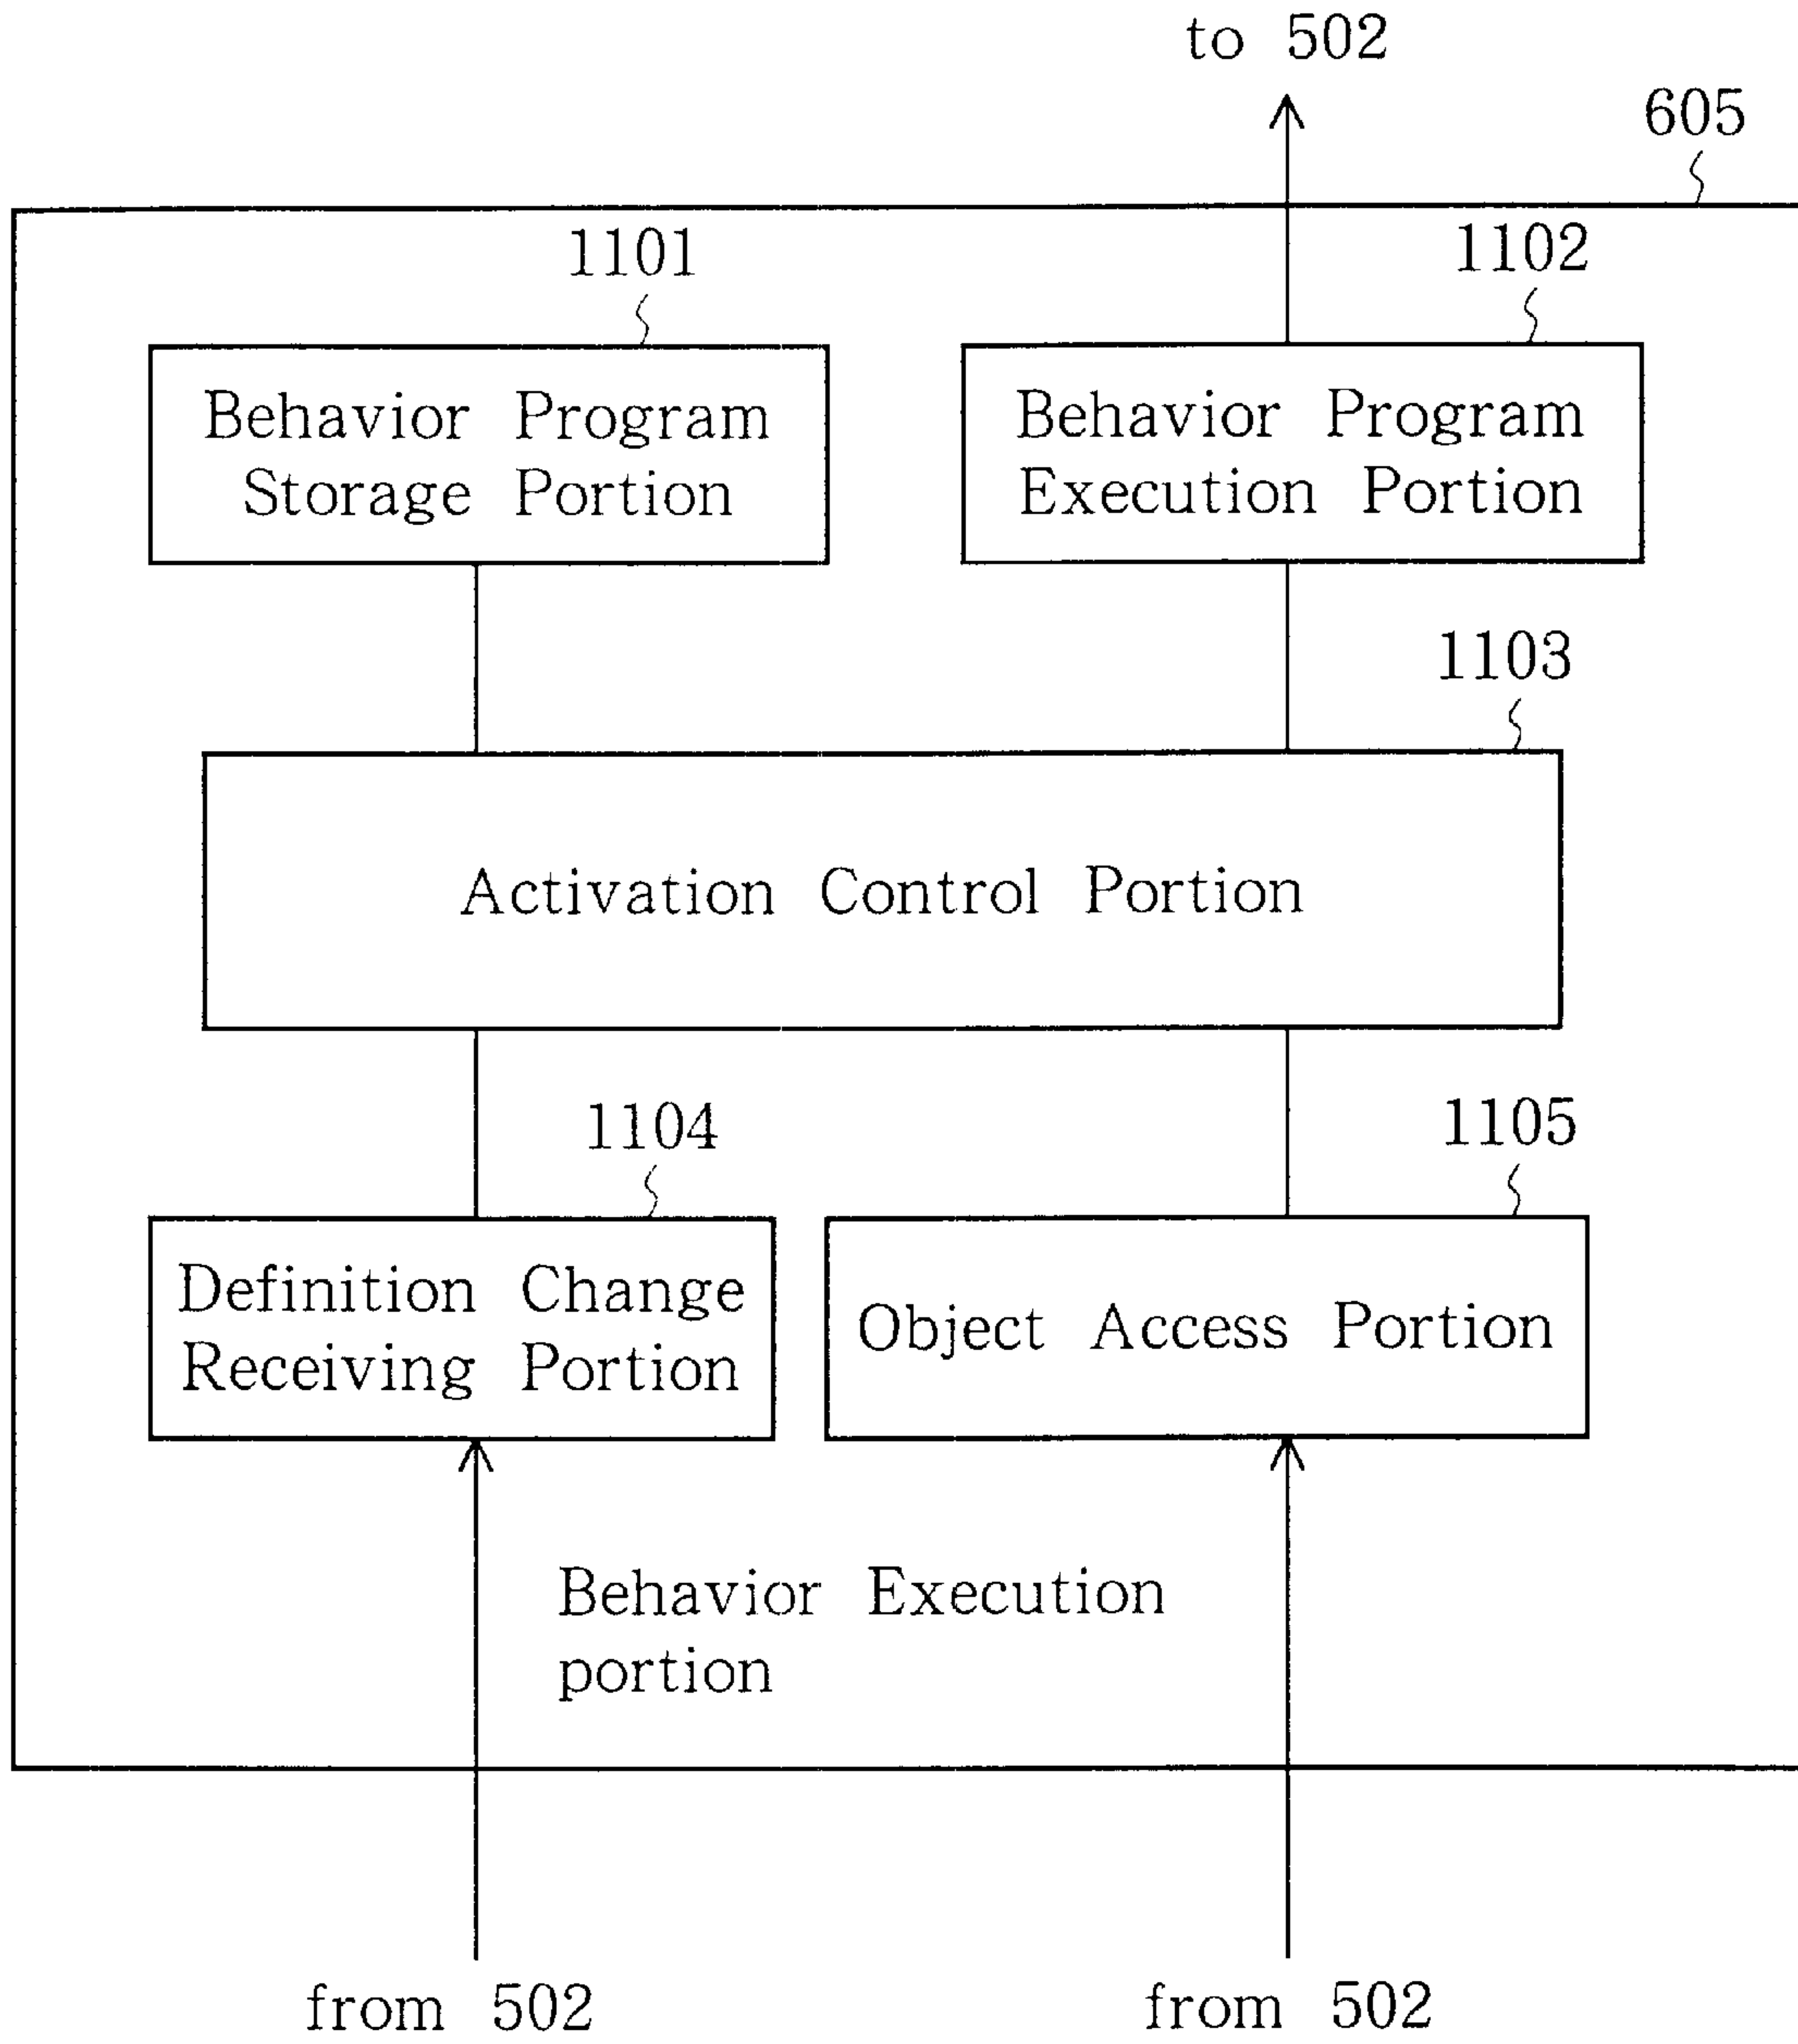 to 502
605
1101
1102
Behavior Program
Storage Portion
Behavior Program
Execution Portion
1103
Activation Control Portion
1104
1105
Definition Change
Receiving Portion
Object Access Portion
Behavior Execution
portion
from 502
from 502